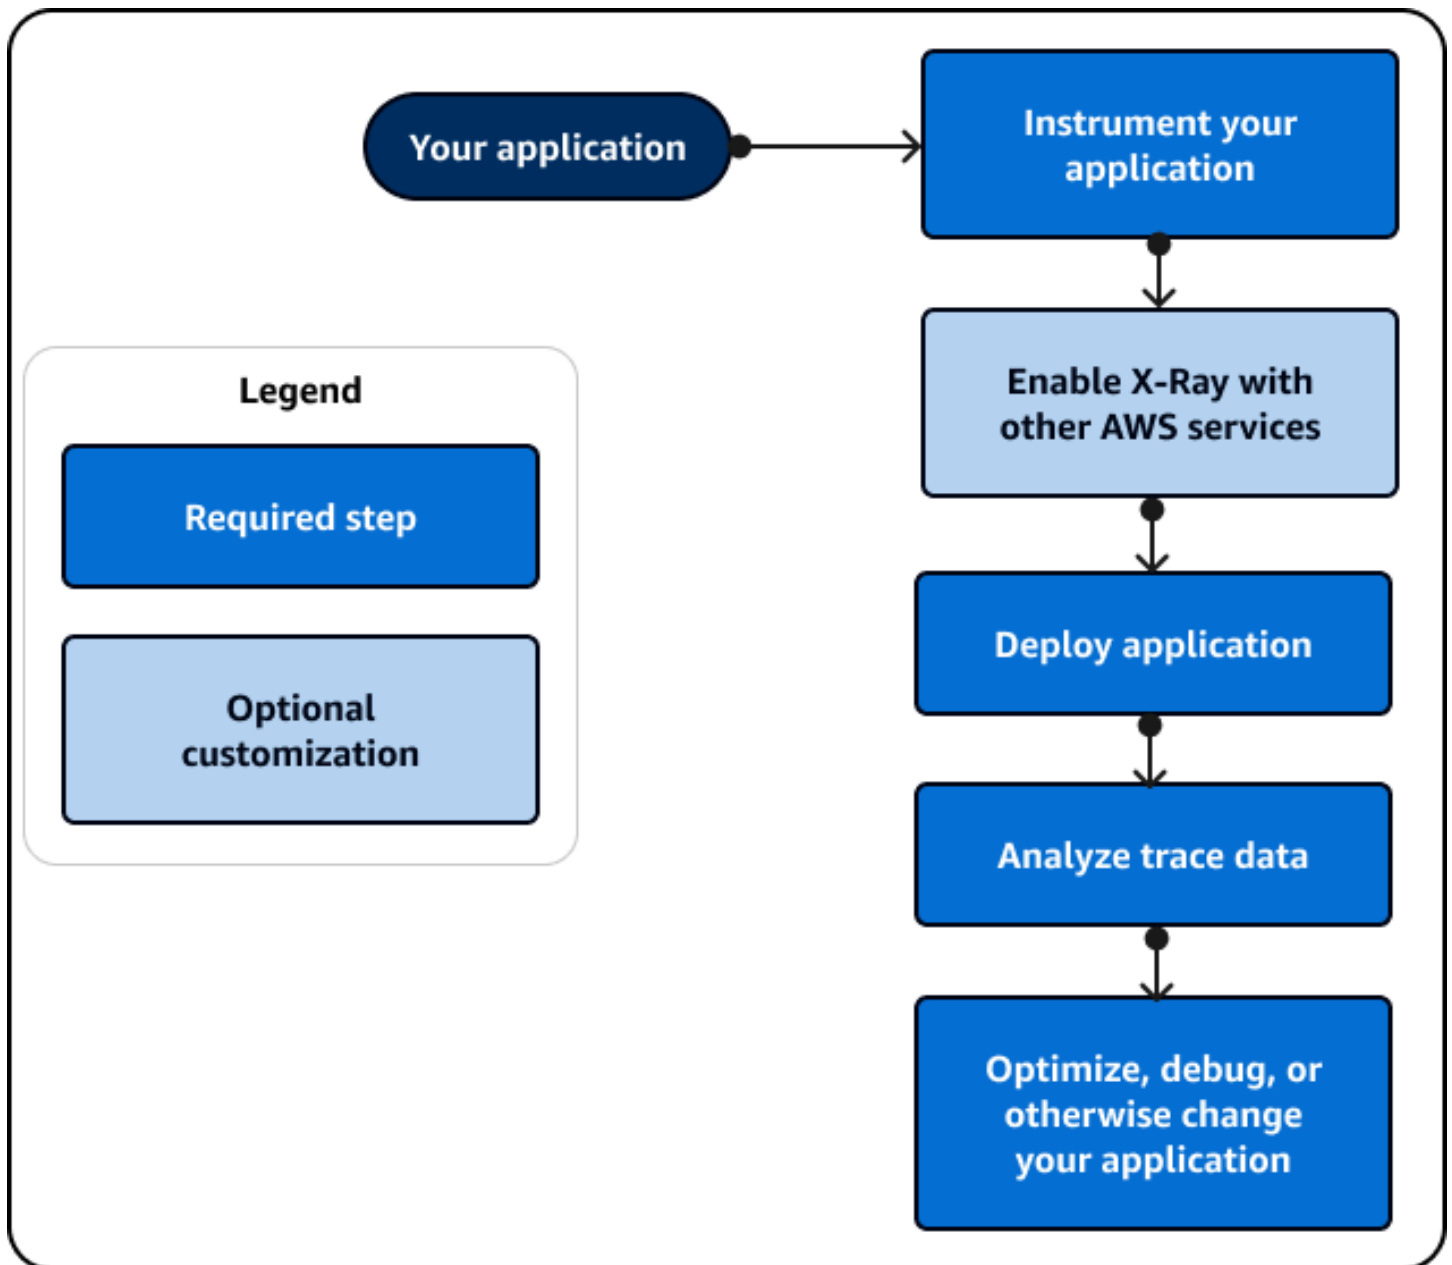 Your application
Instrument your
application
Enable X-Ray with
other AWS services
Legend
Required step
Optional
customization
Deploy application
Analyze trace data
Optimize, debug, or
otherwise change
your application